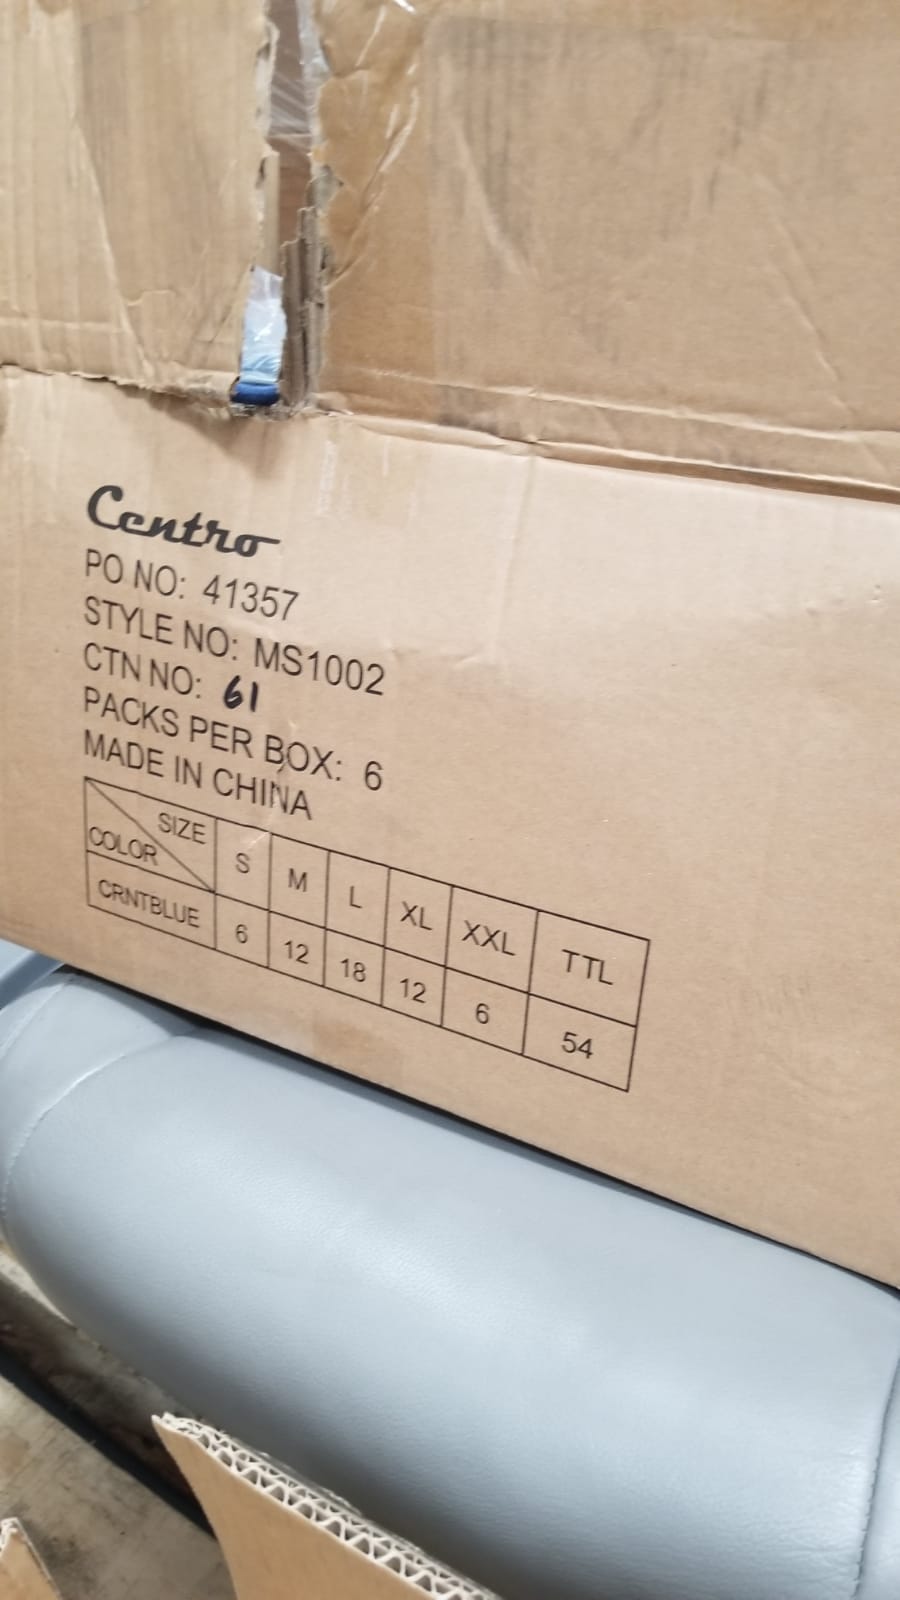 Centro
PO NO: 41357
STYLE NO: MS1002
CTN NO: 61
PACKS PER BOX: 6
MADE IN CHINA
SIZE COLOR S M L XL XXL TTL
CRNTBLUE 6 12 18 12 6 54